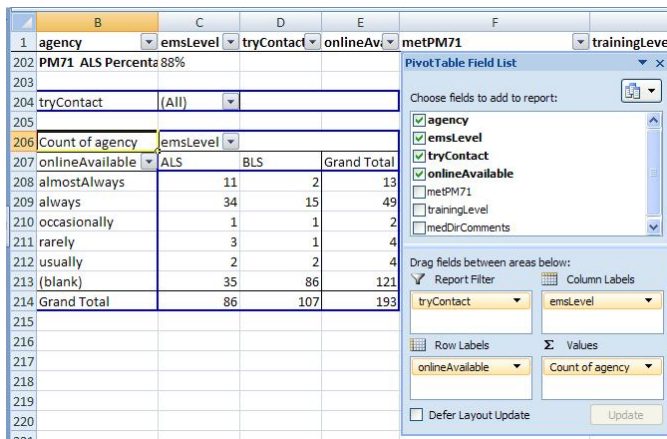 B C D E F
1 agency emsLevel tryContact onlineAva metPM71 trainingLeve
202 PM71 ALS Percenta 88%
203
204 tryContact (All)
205
206 Count of agency emsLevel
207 onlineAvailable ALS BLS Grand Total
208 almostAlways 11 2 13
209 always 34 15 49
210 occasionally 1 1 2
211 rarely 3 1 4
212 usually 2 2 4
213 (blank) 35 86 121
214 Grand Total 86 107 193
215
216
217
218
219
220
PivotTable Field List
Choose fields to add to report:
agency
emsLevel
tryContact
onlineAvailable
metPM71
trainingLevel
medDirComments
Drag fields between areas below:
Report Filter Column Labels
tryContact emsLevel
Row Labels Σ Values
onlineAvailable Count of agency
Defer Layout Update Update